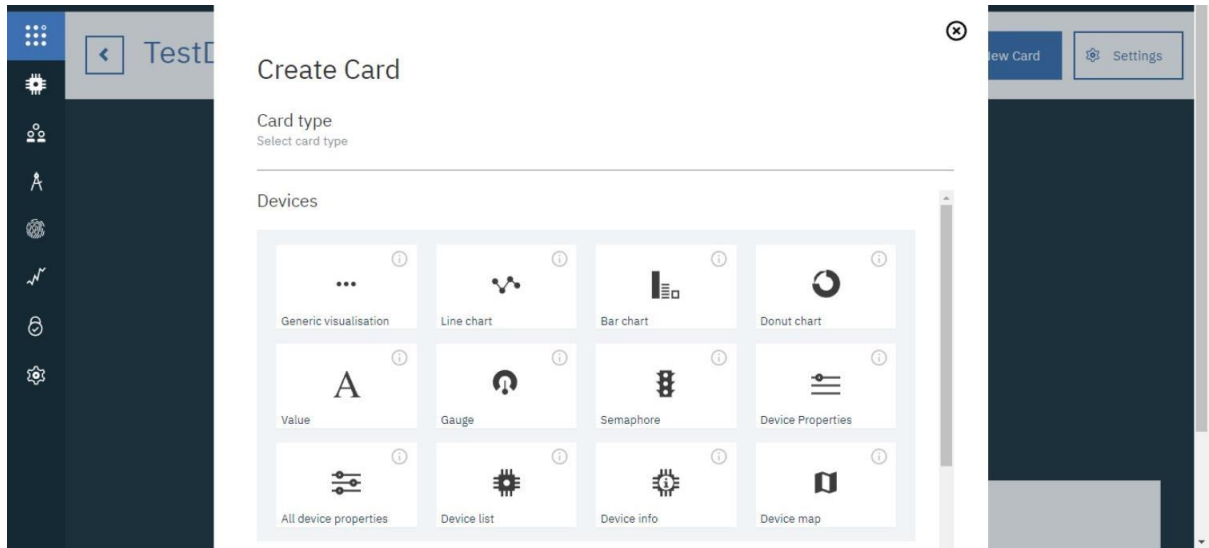 TestD
New Card
Settings
Create Card
Card type
Select card type
Devices
Generic visualisation
Line chart
Bar chart
Donut chart
A
Value
Gauge
Semaphore
Device Properties
All device properties
Device list
Device info
Device map